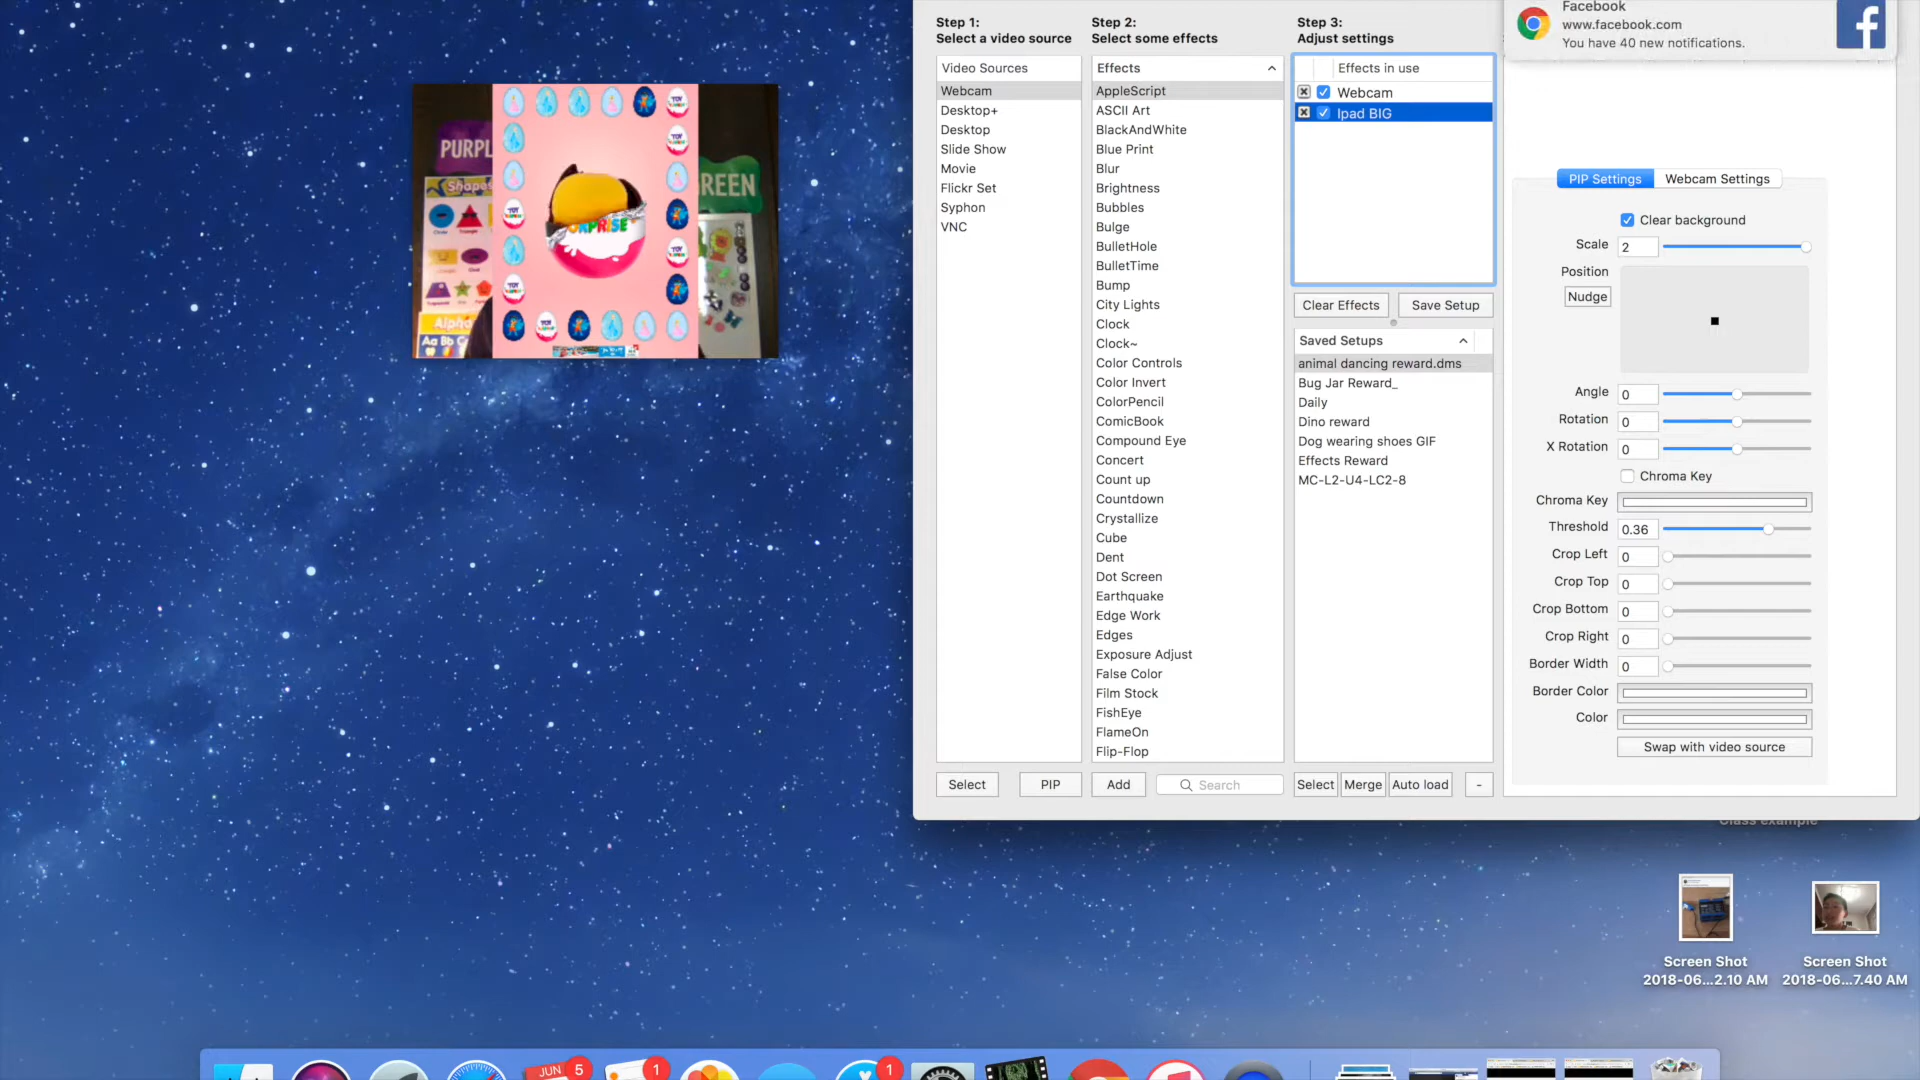 Step 1:
Select a video source
Step 2:
Select some effects
Step 3:
Adjust settings
Facebook
www.facebook.com
You have 40 new notifications.
Video Sources
Webcam
Desktop+
Desktop
Slide Show
Movie
Flickr Set
Syphon
VNC
Select
PIP
Effects
AppleScript
ASCII Art
BlackAndWhite
Blue Print
Blur
Brightness
Bubbles
Bulge
BulletHole
BulletTime
Bump
City Lights
Clock
Clock~
Color Controls
Color Invert
ColorPencil
ComicBook
Compound Eye
Concert
Count up
Countdown
Crystallize
Cube
Dent
Dot Screen
Earthquake
Edge Work
Edges
Exposure Adjust
False Color
Film Stock
FishEye
FlameOn
Flip-Flop
Add
Search
Effects in use
Webcam
Ipad BIG
Clear Effects
Save Setup
Saved Setups
animal dancing reward.dms
Bug Jar Reward_
Daily
Dino reward
Dog wearing shoes GIF
Effects Reward
MC-L2-U4-LC2-8
Select
Merge
Auto load
-
PIP Settings
Webcam Settings
Clear background
Scale 2
Position
Nudge
Angle 0
Rotation 0
X Rotation 0
Chroma Key
Chroma Key
Threshold 0.36
Crop Left 0
Crop Top 0
Crop Bottom 0
Crop Right 0
Border Width 0
Border Color
Color
Swap with video source
PURPL
REEN
Shapes
Alpha
Aa Bb C
Class example
Screen Shot
2018-06...2.10 AM
Screen Shot
2018-06...7.40 AM
JUN
5
1
1